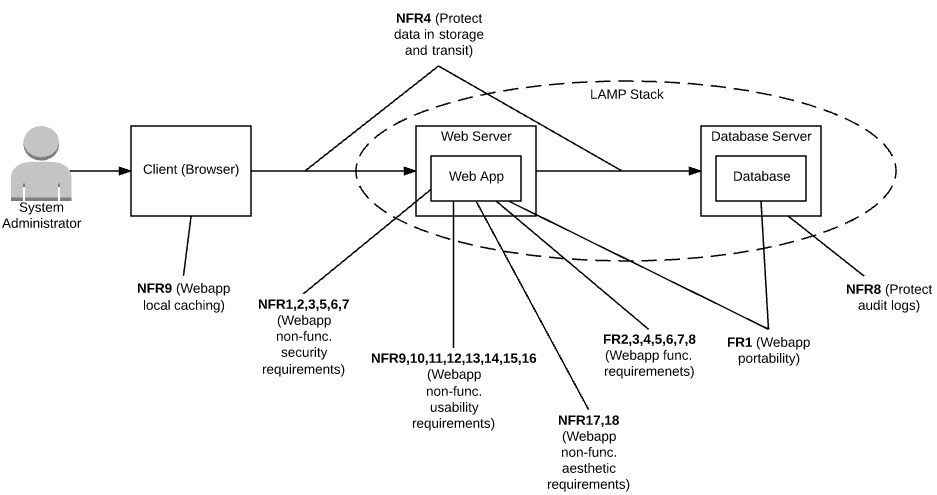 NFR4 (Protect
data in storage
and transit)
LAMP Stack
Web Server
Database Server
Client (Browser)
Web App
Database
System
Administrator
NFR9 (Webapp
local caching)
NFR1,2,3,5,6,7
(Webapp
non-func.
security
requirements)
NFR9,10,11,12,13,14,15,16
(Webapp
non-func.
usability
requirements)
NFR17,18
(Webapp
non-func.
aesthetic
requirements)
FR2,3,4,5,6,7,8
(Webapp func.
requiremenets)
FR1 (Webapp
portability)
NFR8 (Protect
audit logs)